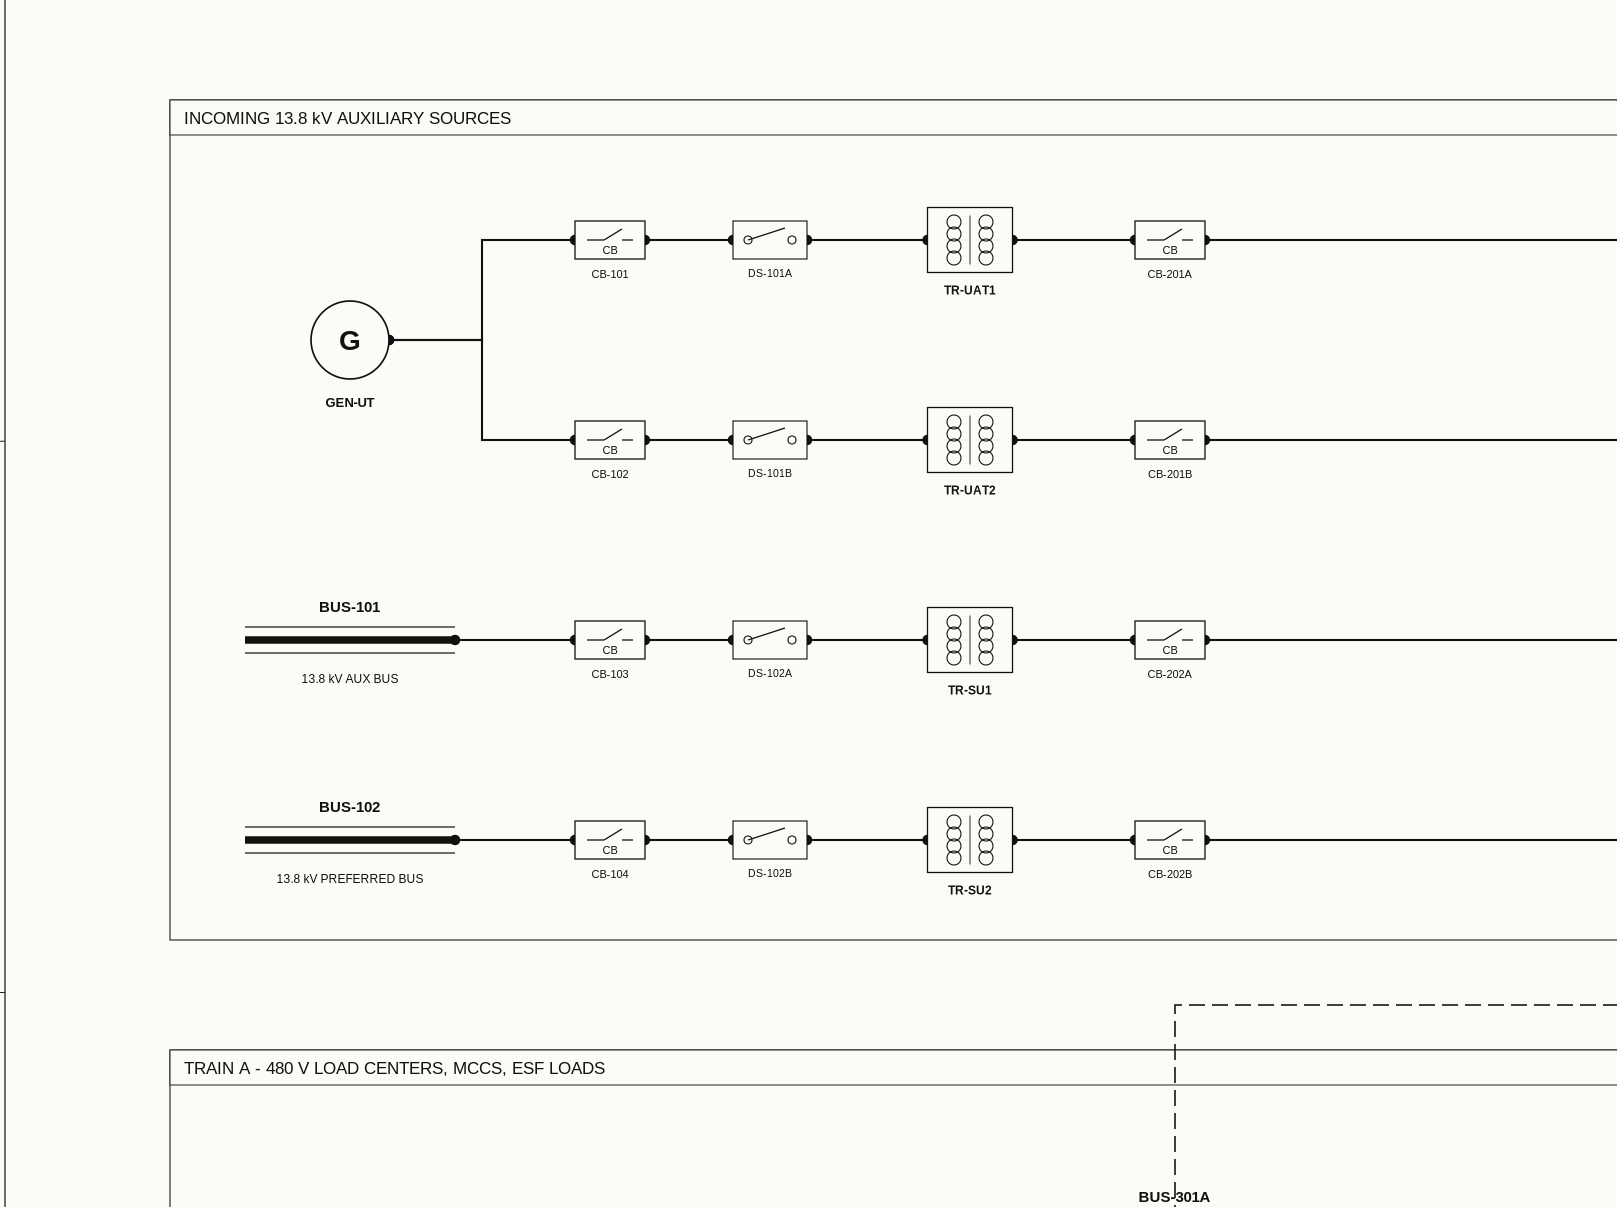 INCOMING 13.8 kV AUXILIARY SOURCES
CB
CB-101
DS-101A
TR-UAT1
CB
CB-201A
G
GEN-UT
CB
CB-102
DS-101B
TR-UAT2
CB
CB-201B
BUS-101
13.8 kV AUX BUS
CB
CB-103
DS-102A
TR-SU1
CB
CB-202A
BUS-102
13.8 kV PREFERRED BUS
CB
CB-104
DS-102B
TR-SU2
CB
CB-202B
TRAIN A - 480 V LOAD CENTERS, MCCS, ESF LOADS
BUS-301A